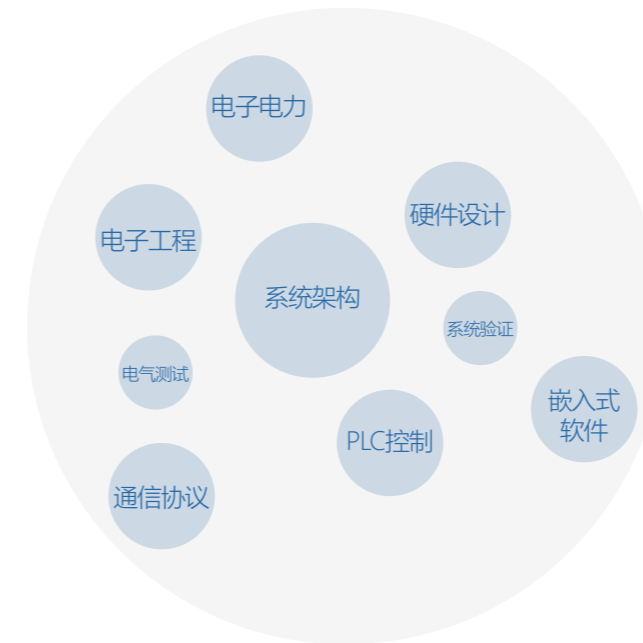 电子电力
硬件设计
电子工程
系统架构
系统验证
电气测试
嵌入式
软件
PLC控制
通信协议